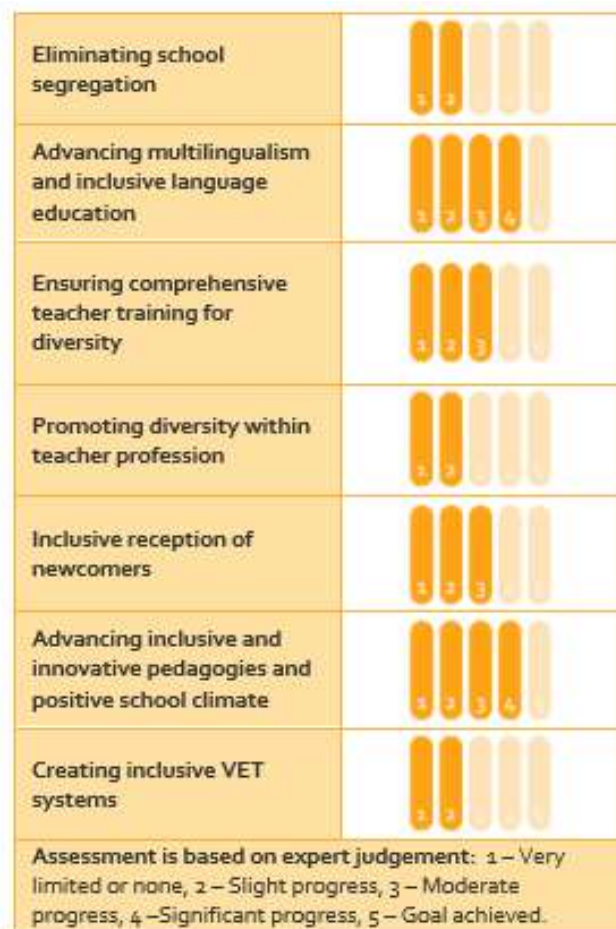 Eliminating school
segregation
1 2
Advancing multilingualism
and inclusive language
education
1 2 3 4
Ensuring comprehensive
teacher training for
diversity
1 2 3
Promoting diversity within
teacher profession
1 2
Inclusive reception of
newcomers
1 2 3
Advancing inclusive and
innovative pedagogies and
positive school climate
1 2 3 4
Creating inclusive VET
systems
1 2
Assessment is based on expert judgement: 1 – Very
limited or none, 2 – Slight progress, 3 – Moderate
progress, 4 –Significant progress, 5 – Goal achieved.